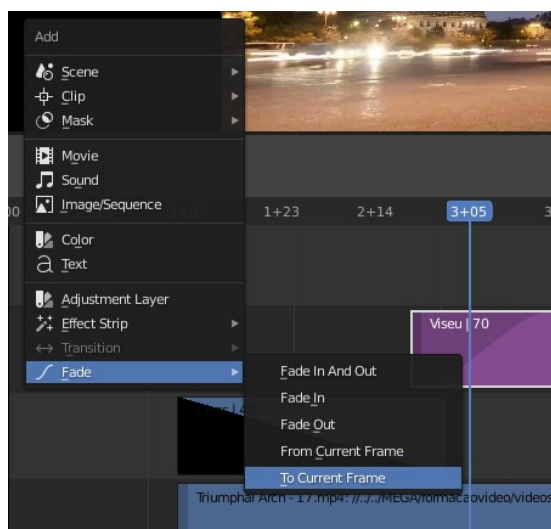 Add
Scene
Clip
Mask
Movie
Sound
Image/Sequence
00
1+23
2+14
3+05
3
Color
Text
Adjustment Layer
Effect Strip
Viseu | 70
Transition
Fade
Fade In And Out
Fade In
Fade Out
From Current Frame
To Current Frame
Triumphal Arch - 17.mp4: //../../MEGA/formacaovideo/videos